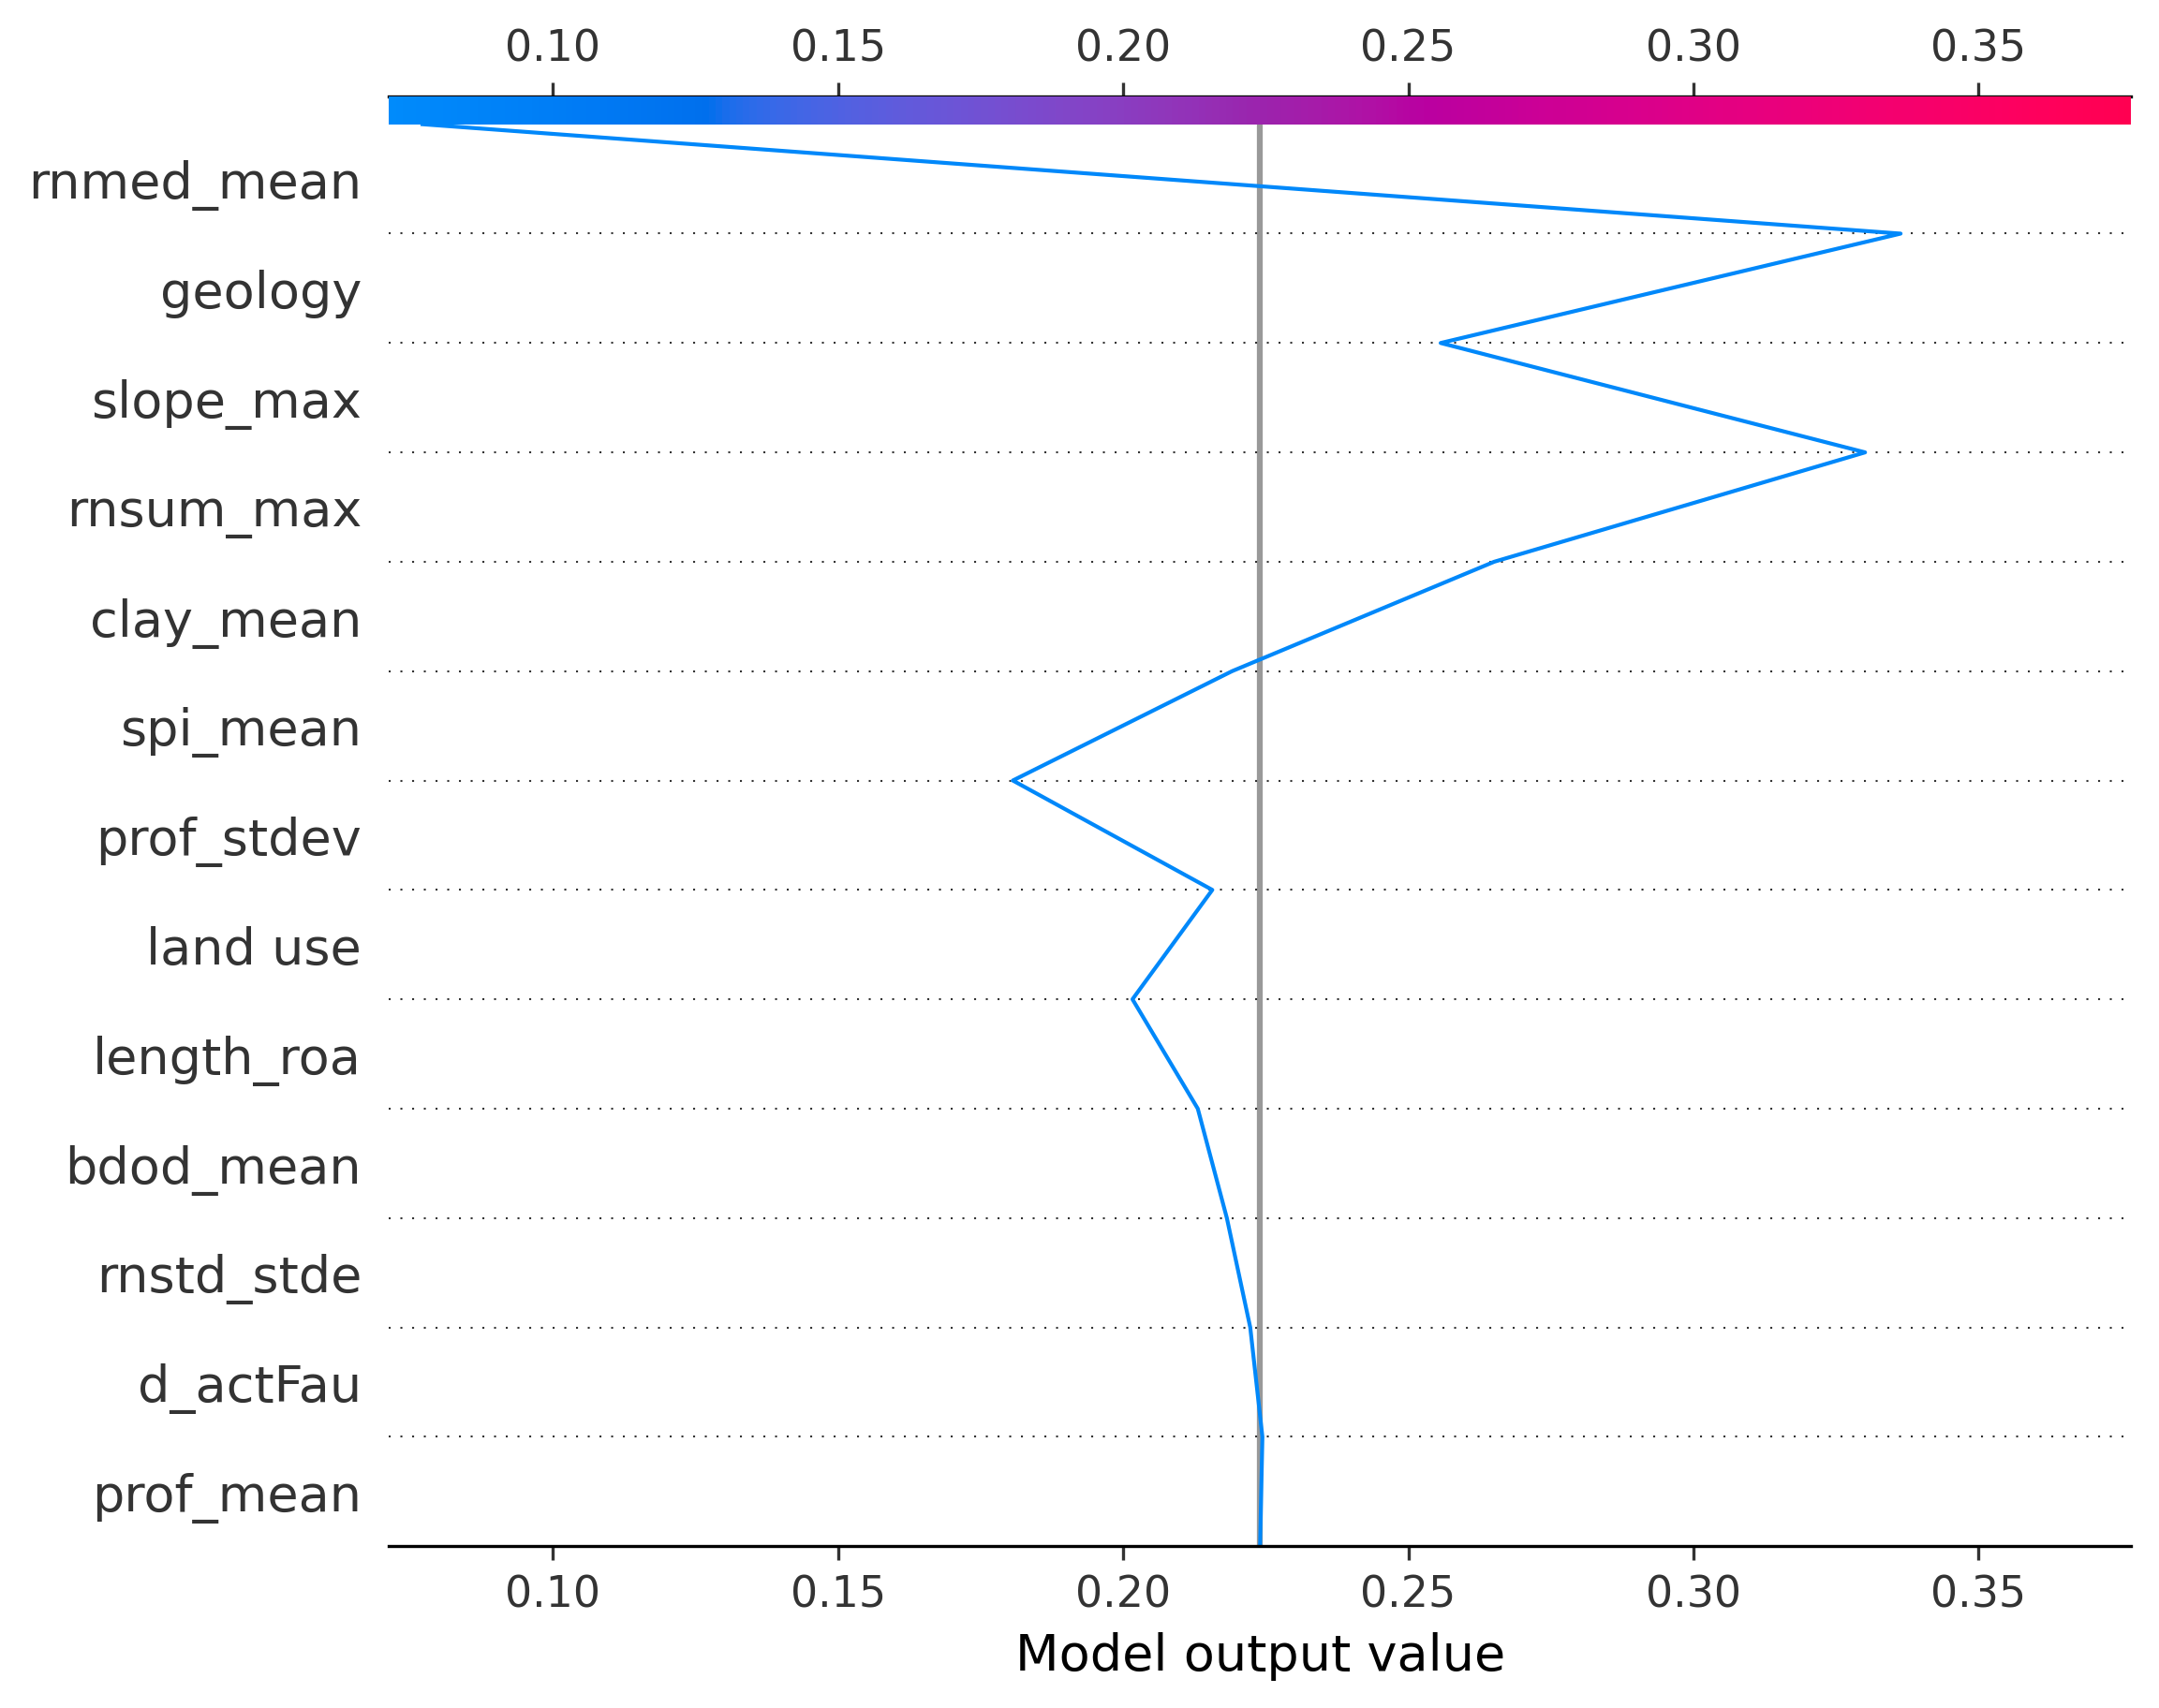 0.10 0.15 0.20 0.25 0.30 0.35
rnmed_mean
geology
slope_max
rnsum_max
clay_mean
spi_mean
prof_stdev
land use
length_roa
bdod_mean
rnstd_stde
d_actFau
prof_mean
0.10 0.15 0.20 0.25 0.30 0.35
Model output value